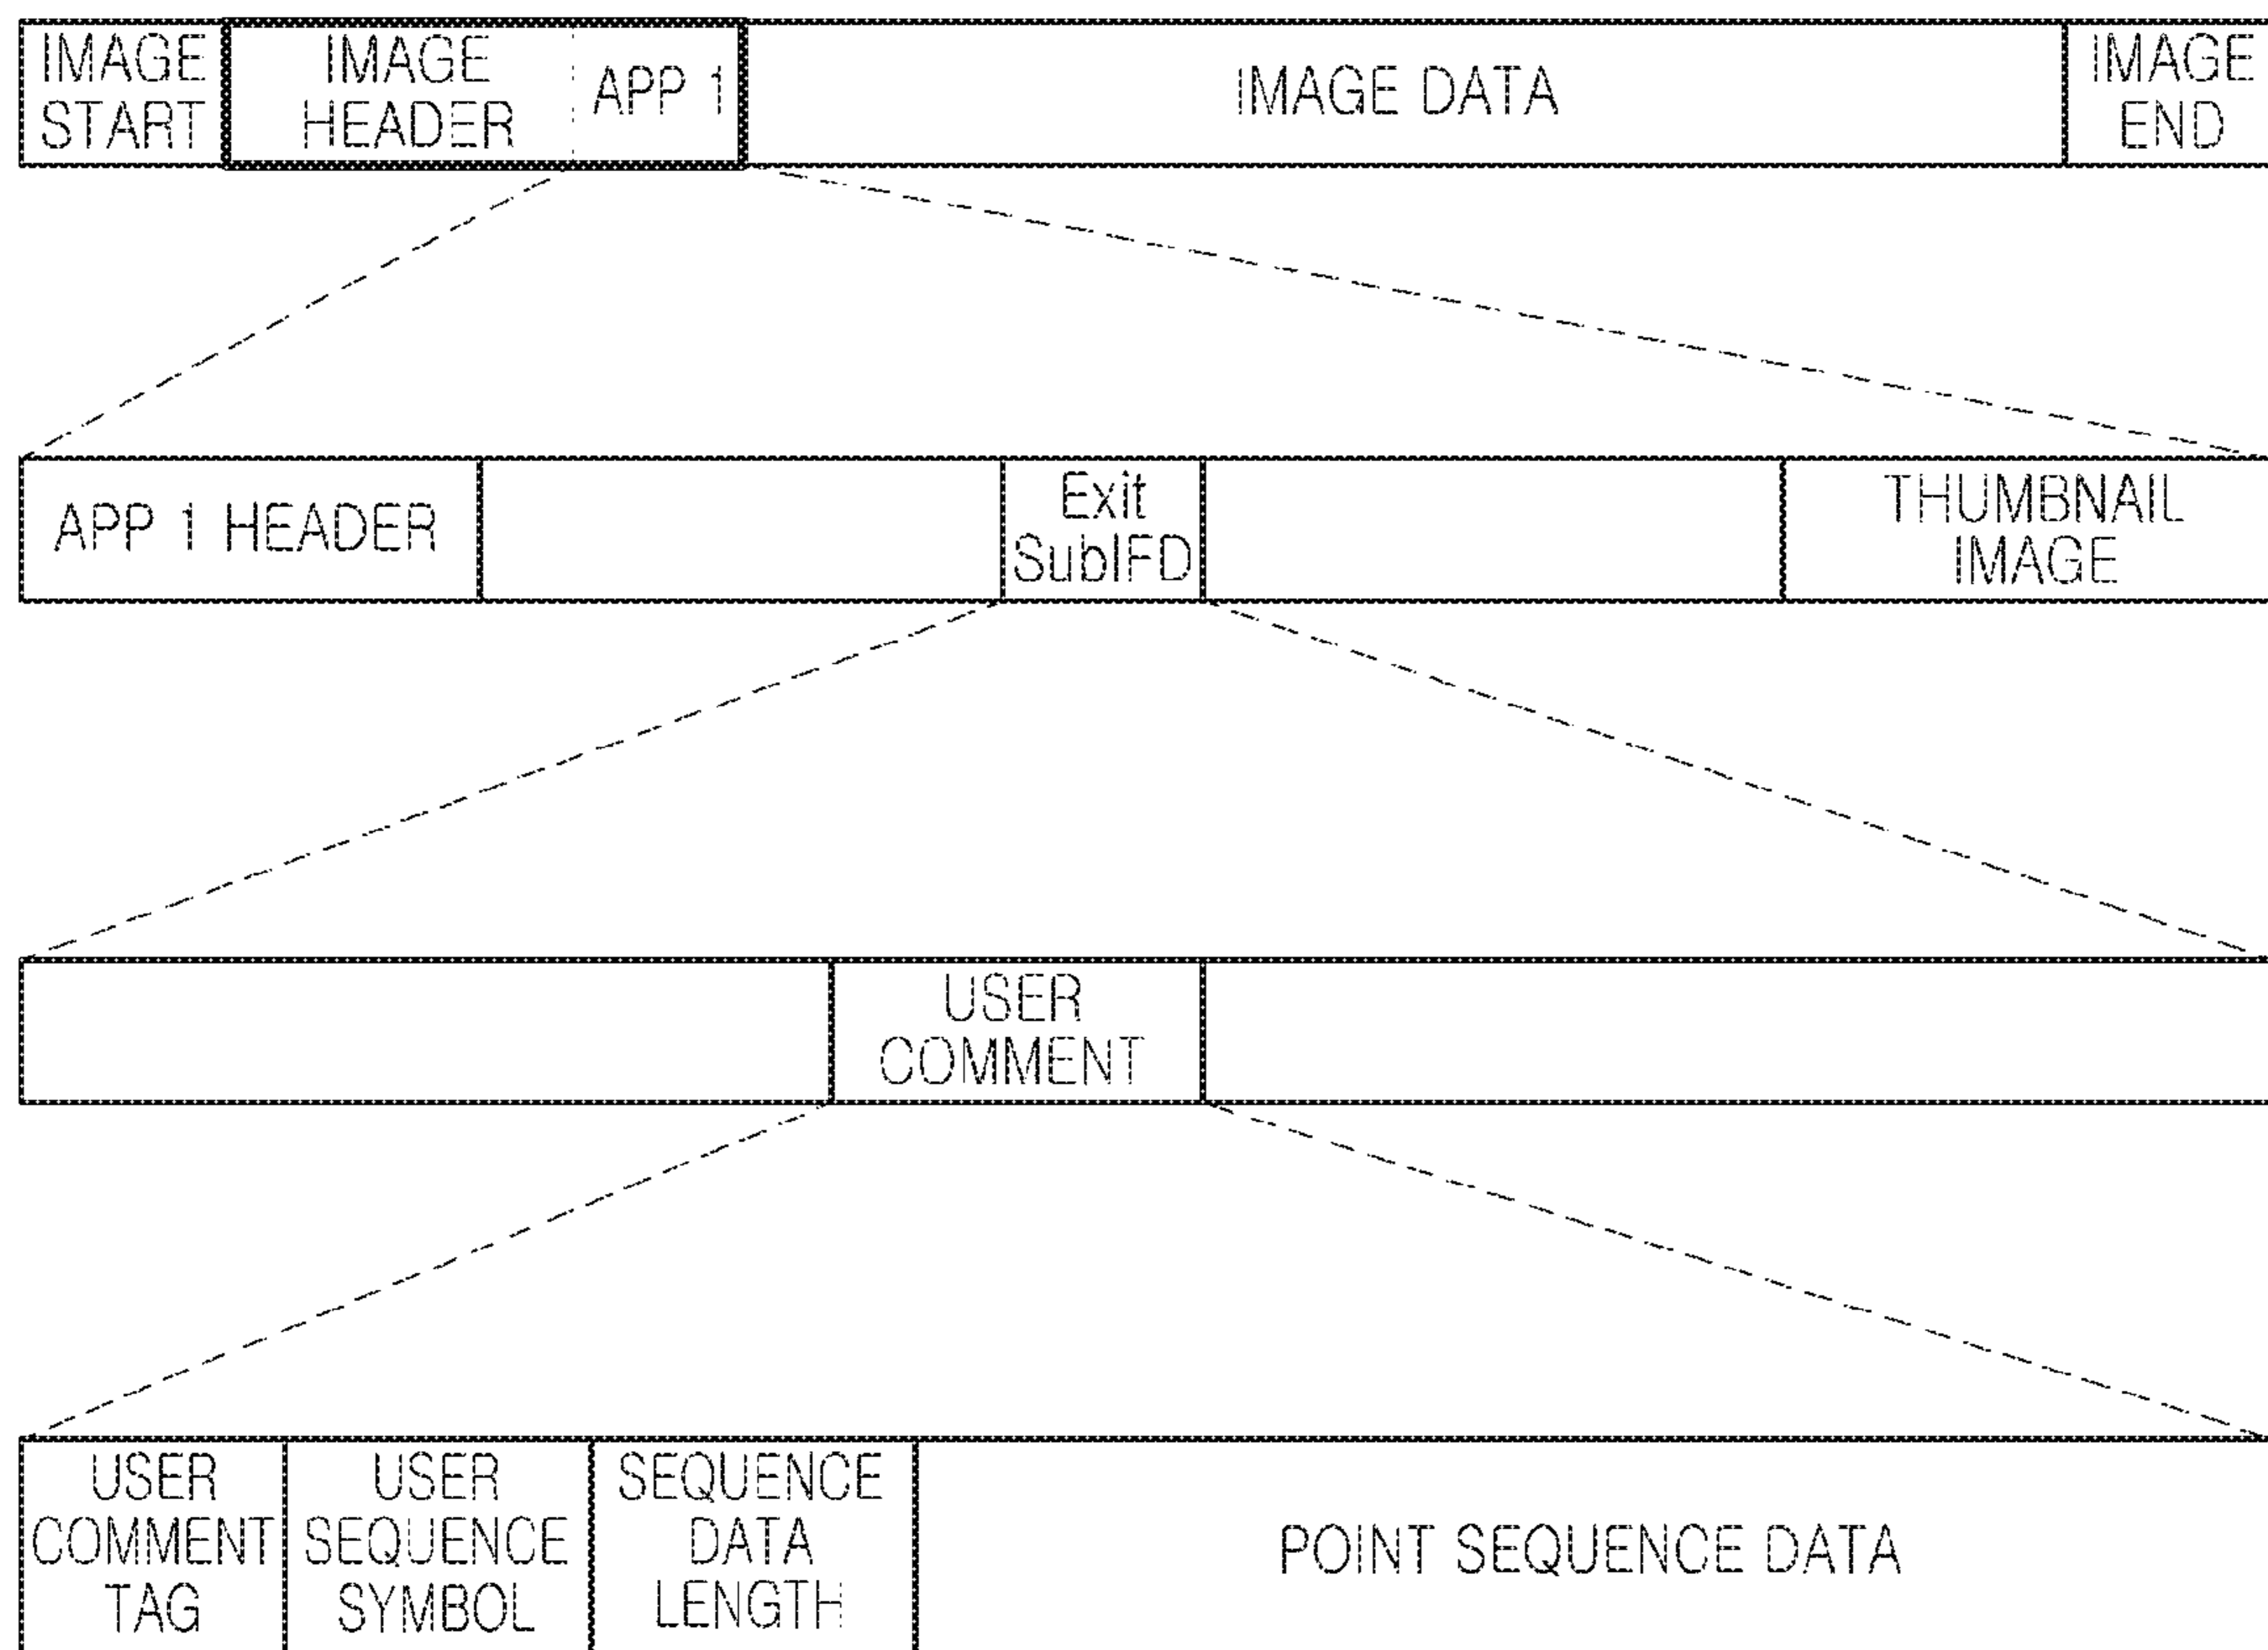 IMAGE START
IMAGE HEADER
APP 1
IMAGE DATA
IMAGE END
APP 1 HEADER
Exit SubIFD
THUMBNAIL IMAGE
USER COMMENT
USER COMMENT TAG
USER SEQUENCE SYMBOL
SEQUENCE DATA LENGTH
POINT SEQUENCE DATA